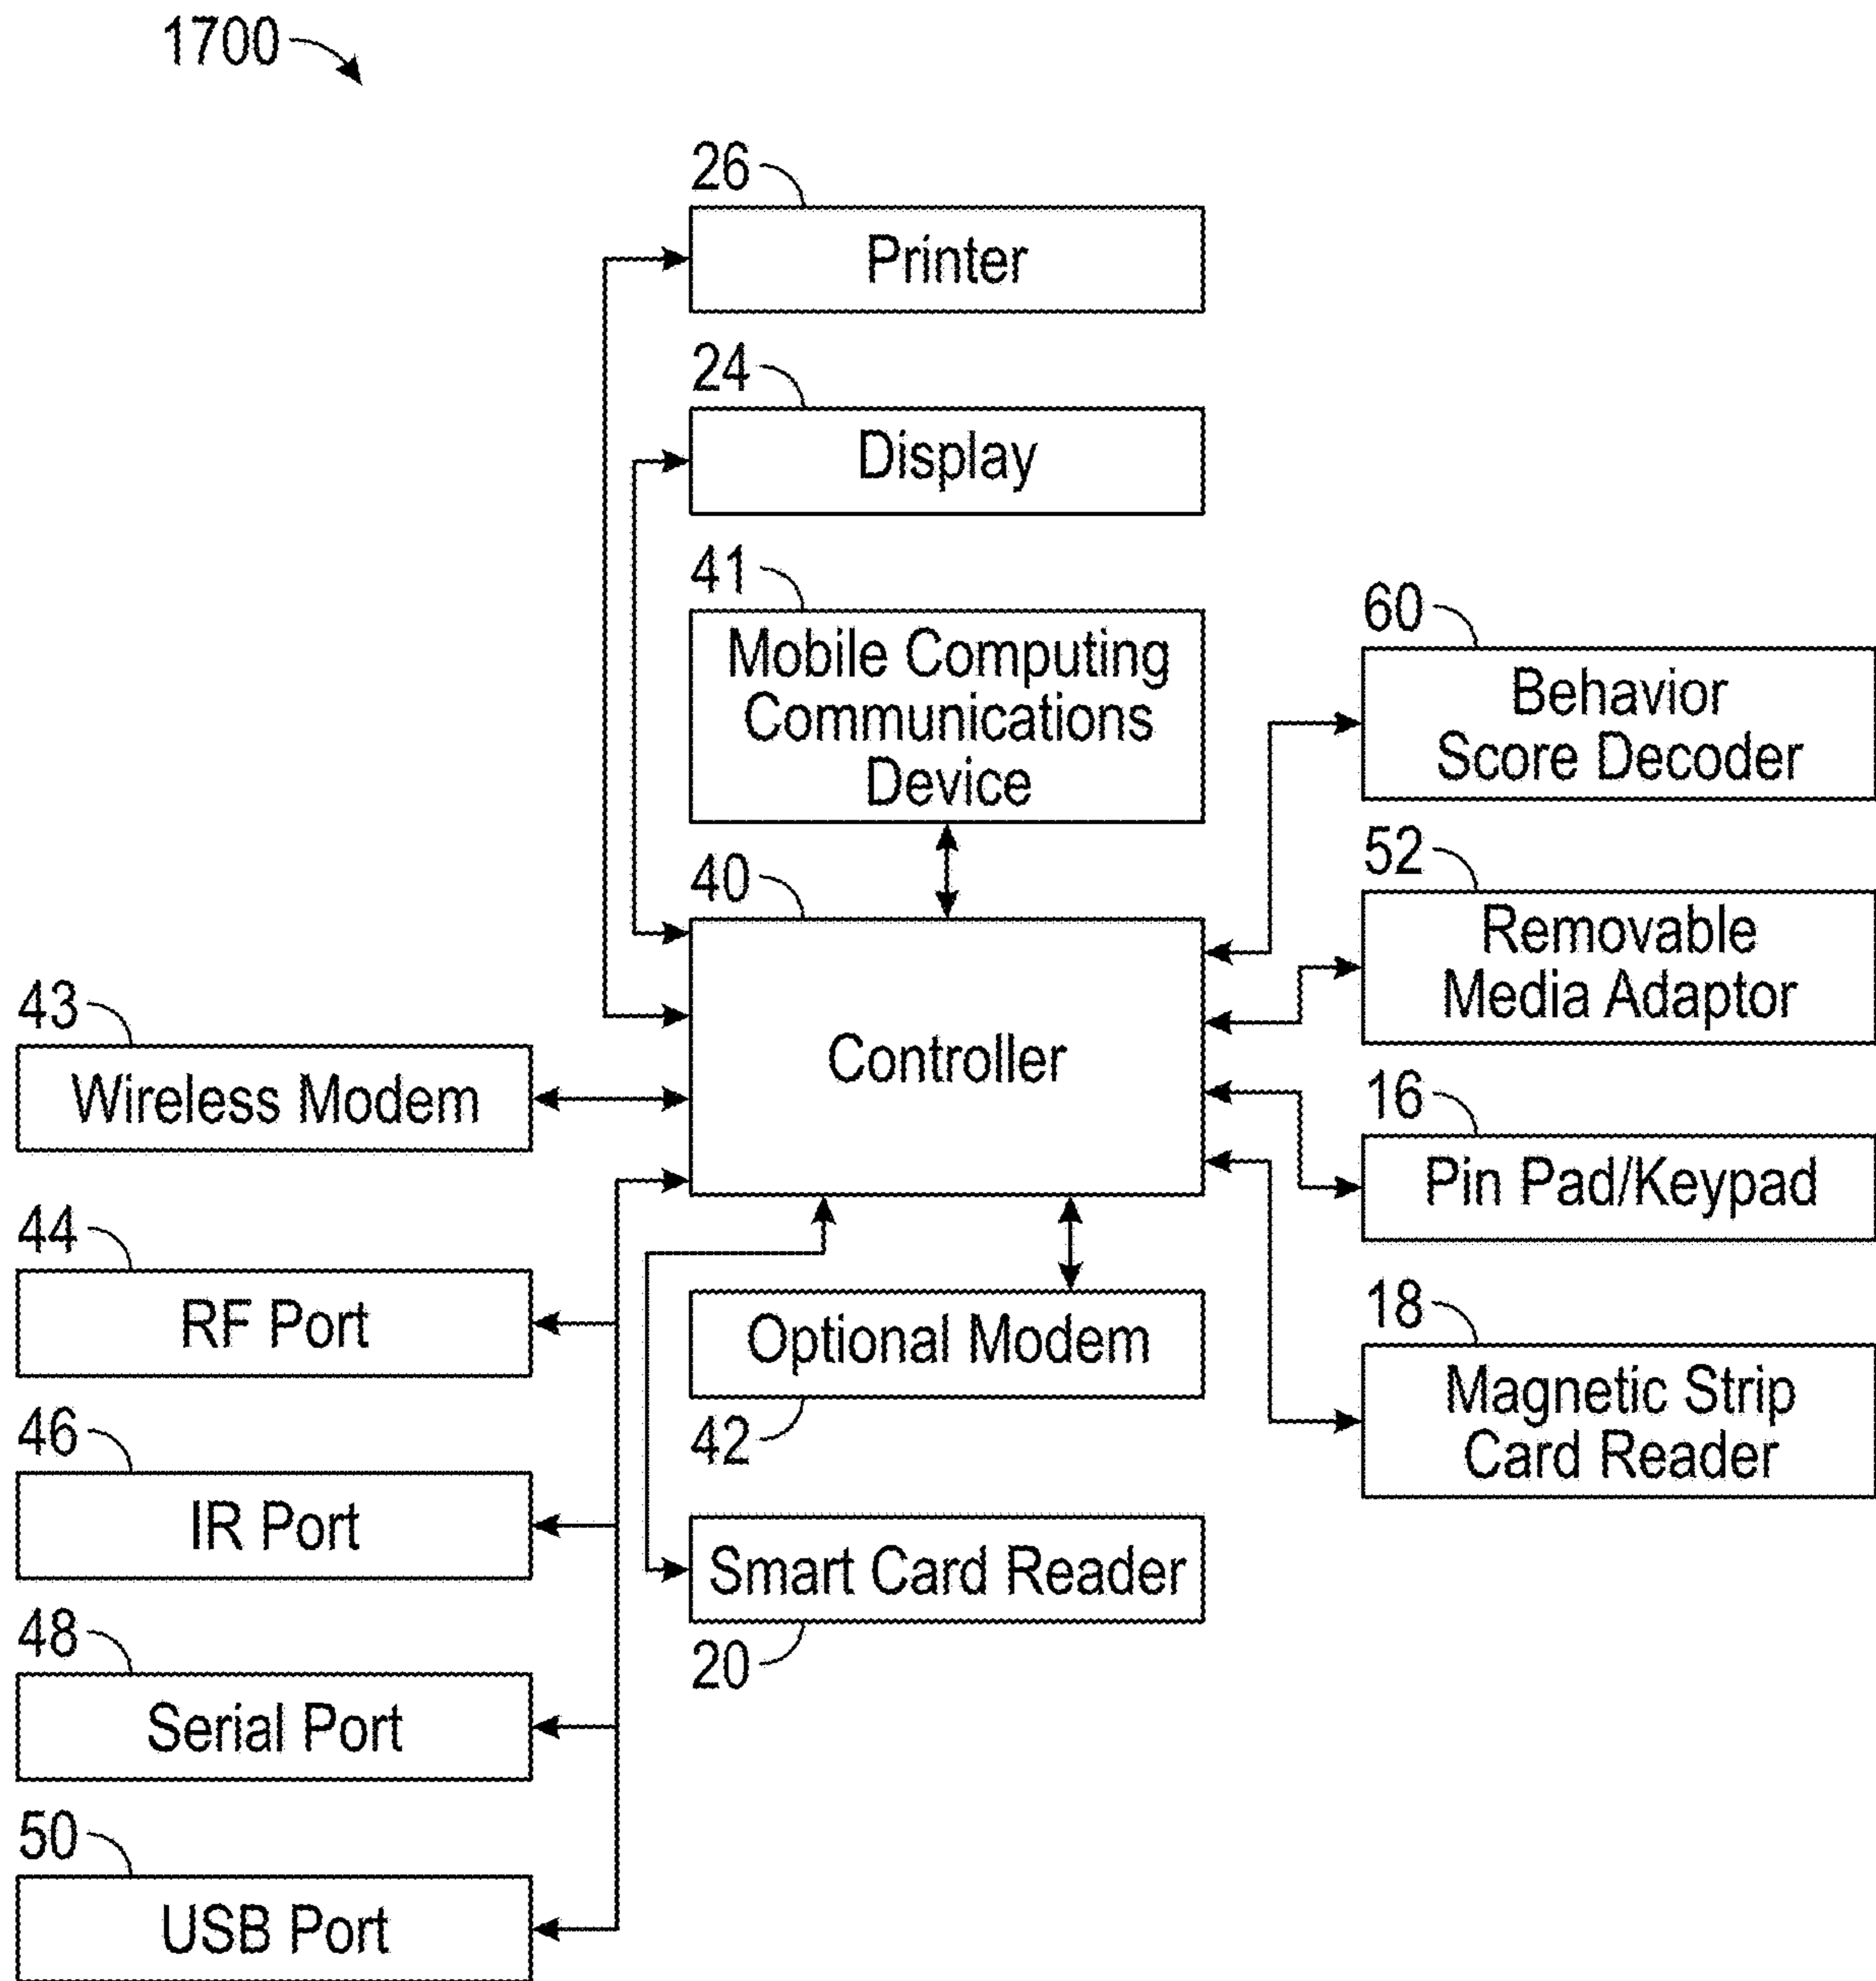 1700
26
Printer
24
Display
41
Mobile Computing
Communications
Device
60
Behavior
Score Decoder
40
Controller
52
Removable
Media Adaptor
43
Wireless Modem
16
Pin Pad/Keypad
44
RF Port
Optional Modem
42
18
Magnetic Strip
Card Reader
46
IR Port
Smart Card Reader
20
48
Serial Port
50
USB Port